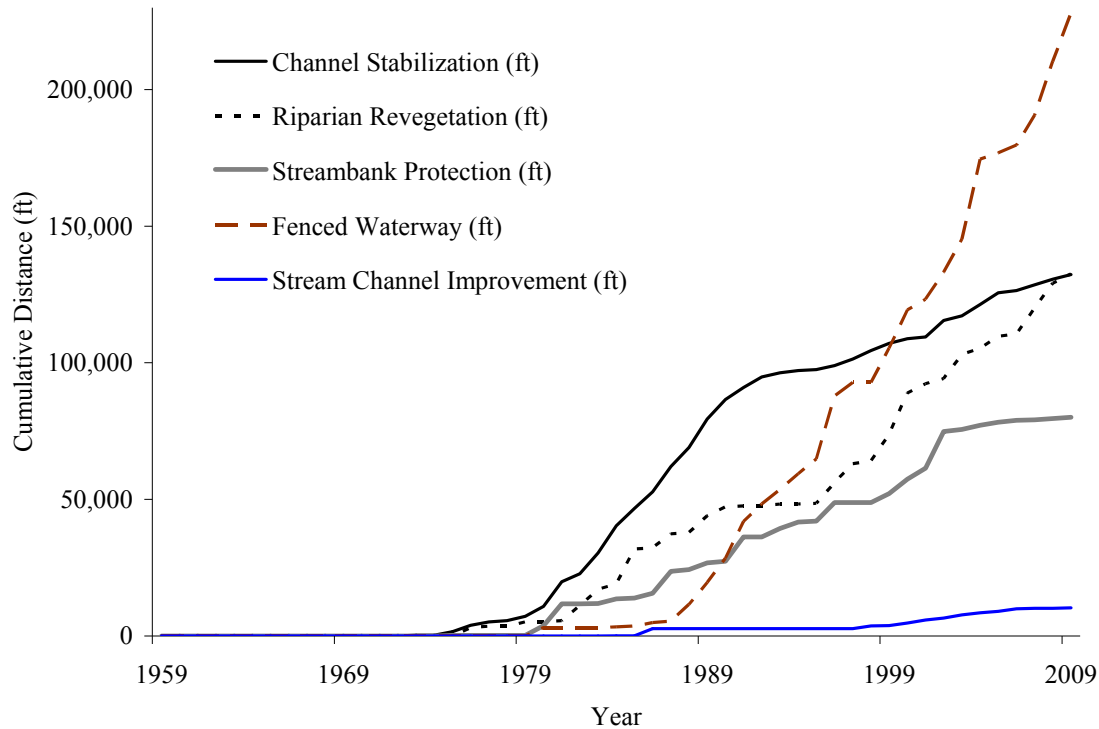 Channel Stabilization (ft)
Riparian Revegetation (ft)
Streambank Protection (ft)
Fenced Waterway (ft)
Stream Channel Improvement (ft)
Cumulative Distance (ft)
200,000
150,000
100,000
50,000
0
1959 1969 1979 1989 1999 2009
Year